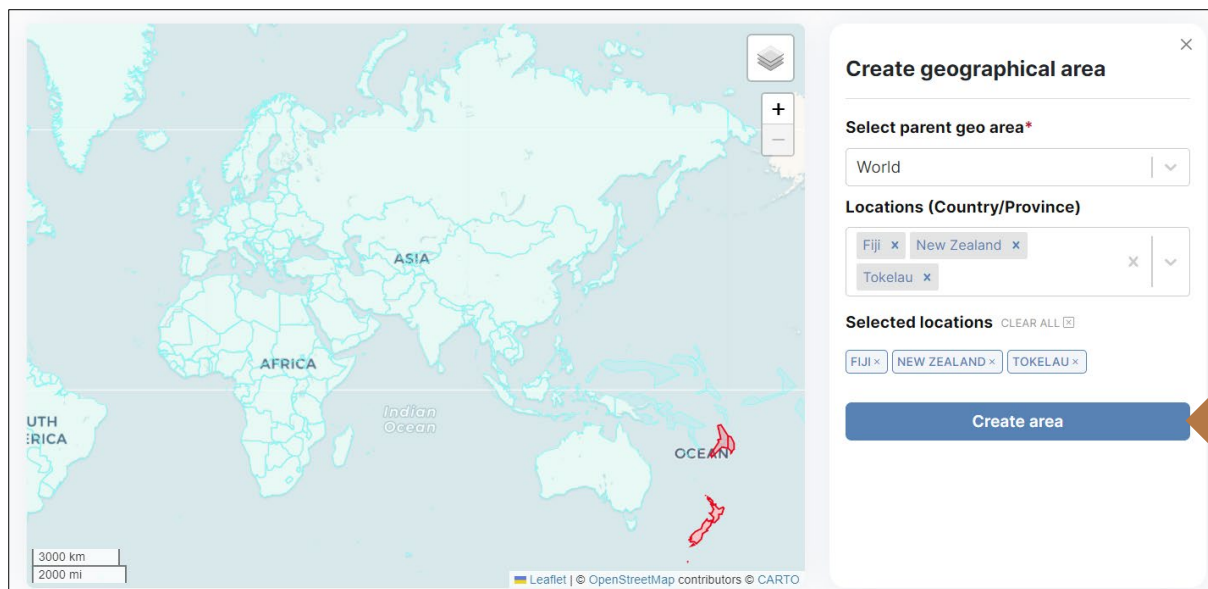 ASIA
AFRICA
Indian
Ocean
UTH
ERICA
OCEAN
3000 km
2000 mi
Leaflet | © OpenStreetMap contributors © CARTO
+
−
×
Create geographical area
Select parent geo area*
World
Locations (Country/Province)
Fiji × New Zealand ×
Tokelau ×
×
Selected locations CLEAR ALL ×
FIJI × NEW ZEALAND × TOKELAU ×
Create area